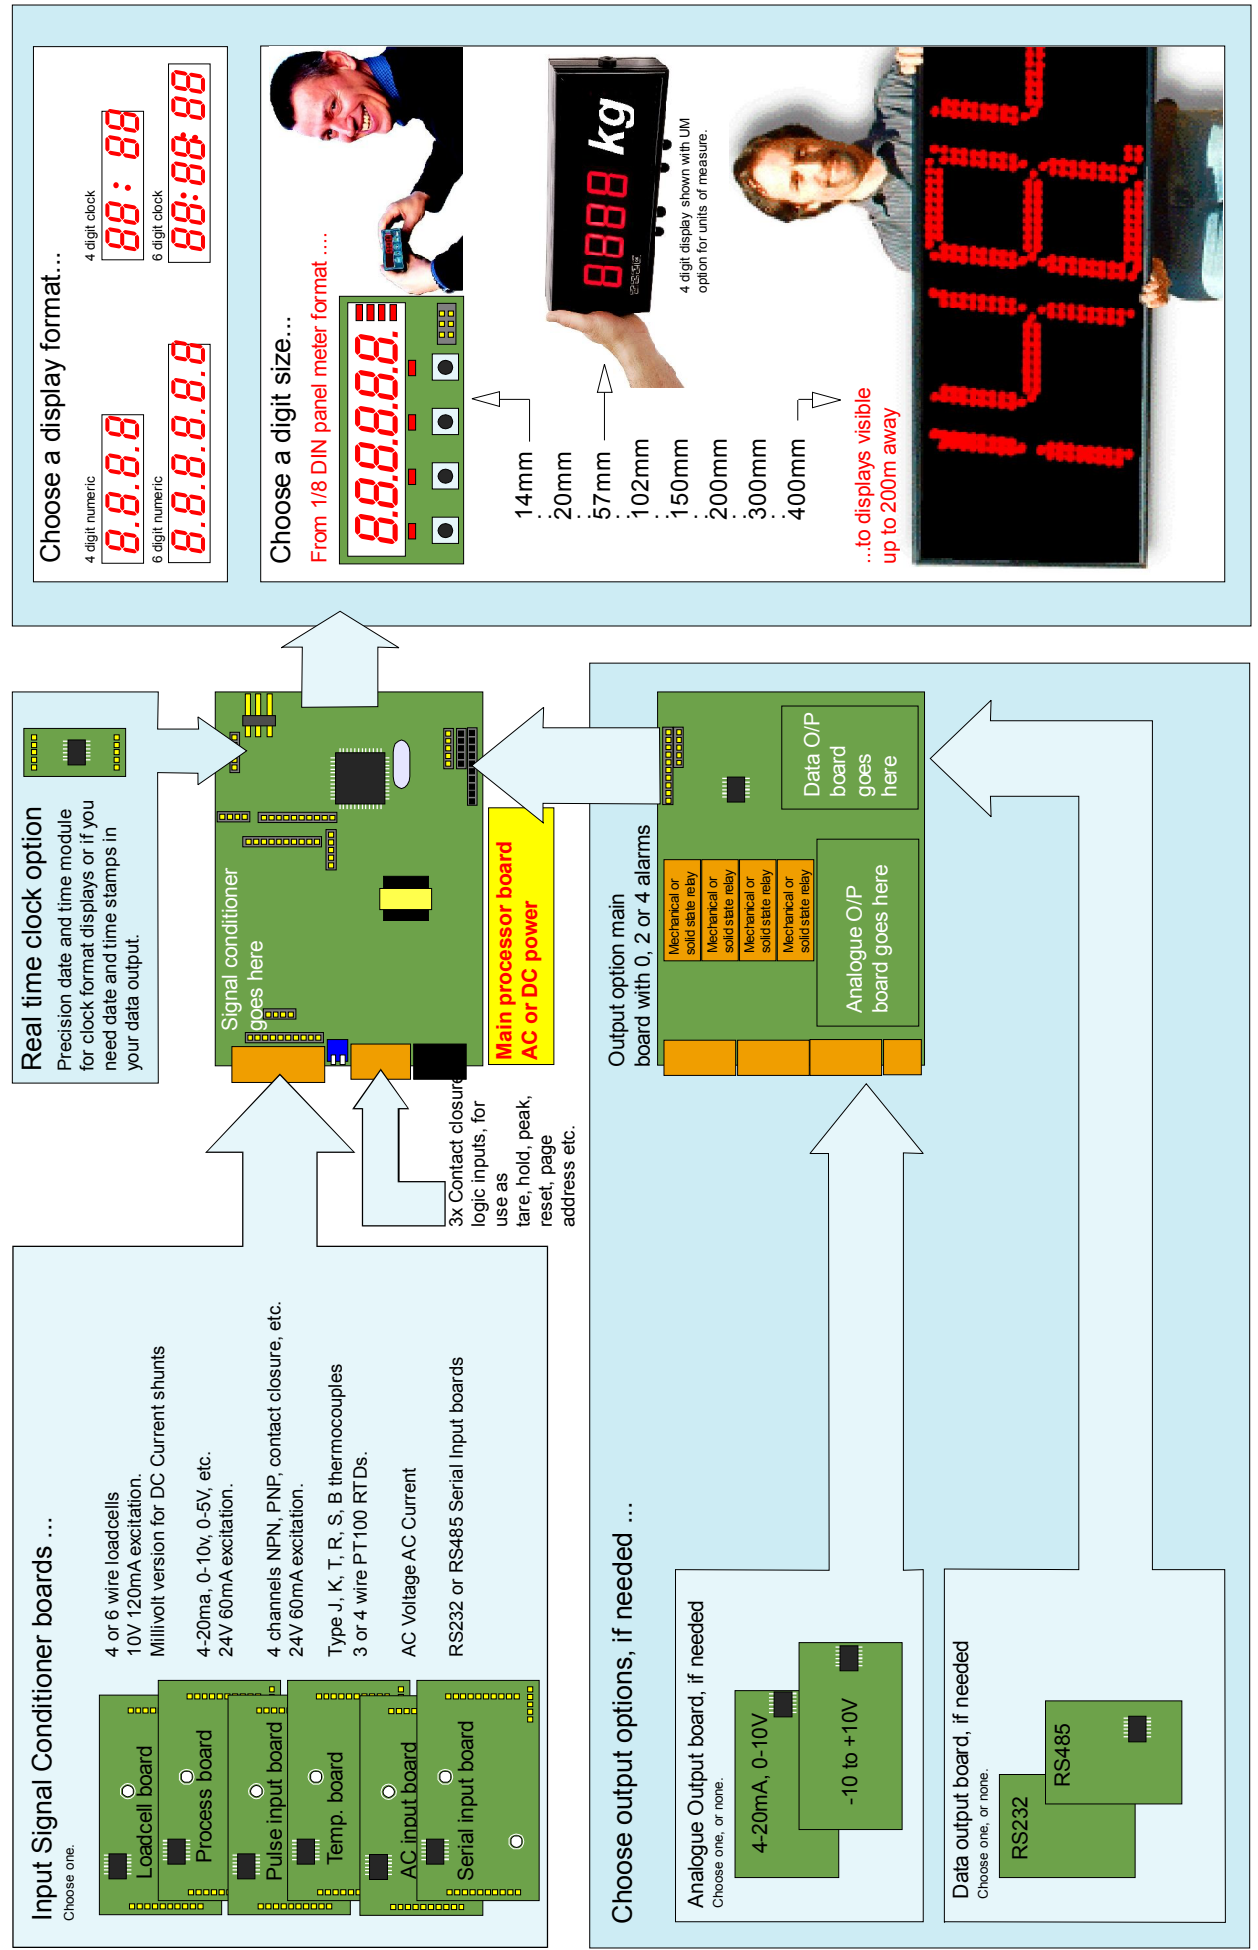 Input Signal Conditioner boards ...
Choose one.
Loadcell board
Process board
Pulse input board
Temp. board
AC input board
Serial input board
4 or 6 wire loadcells
10V 120mA excitation.
Millivolt version for DC Current shunts
4-20ma, 0-10v, 0-5V, etc.
24V 60mA excitation.
4 channels NPN, PNP, contact closure, etc.
24V 60mA excitation.
Type J, K, T, R, S, B thermocouples
3 or 4 wire PT100 RTDs.
AC Voltage AC Current
RS232 or RS485 Serial Input boards
Real time clock option
Precision date and time module
for clock format displays or if you
need date and time stamps in
your data output.
Signal conditioner
goes here
Main processor board
AC or DC power
3x Contact closure
logic inputs, for
use as
tare, hold, peak,
reset, page
address etc.
Choose a display format...
4 digit numeric
8.8.8.8
6 digit numeric
8.8.8.8.8.8
4 digit clock
88:88
6 digit clock
88:88:88
Choose a digit size...
From 1/8 DIN panel meter format ....
8.8.8.8.8.8.
14mm
20mm
57mm
102mm
150mm
200mm
300mm
400mm
8888 kg
4 digit display shown with UM
option for units of measure.
...to displays visible
up to 200m away
Choose output options, if needed ...
Analogue Output board, if needed
Choose one, or none.
4-20mA, 0-10V
-10 to +10V
Data output board, if needed
Choose one, or none.
RS232
RS485
Output option main
board with 0, 2 or 4 alarms
Mechanical or
solid state relay
Mechanical or
solid state relay
Mechanical or
solid state relay
Mechanical or
solid state relay
Analogue O/P
board goes here
Data O/P
board
goes
here